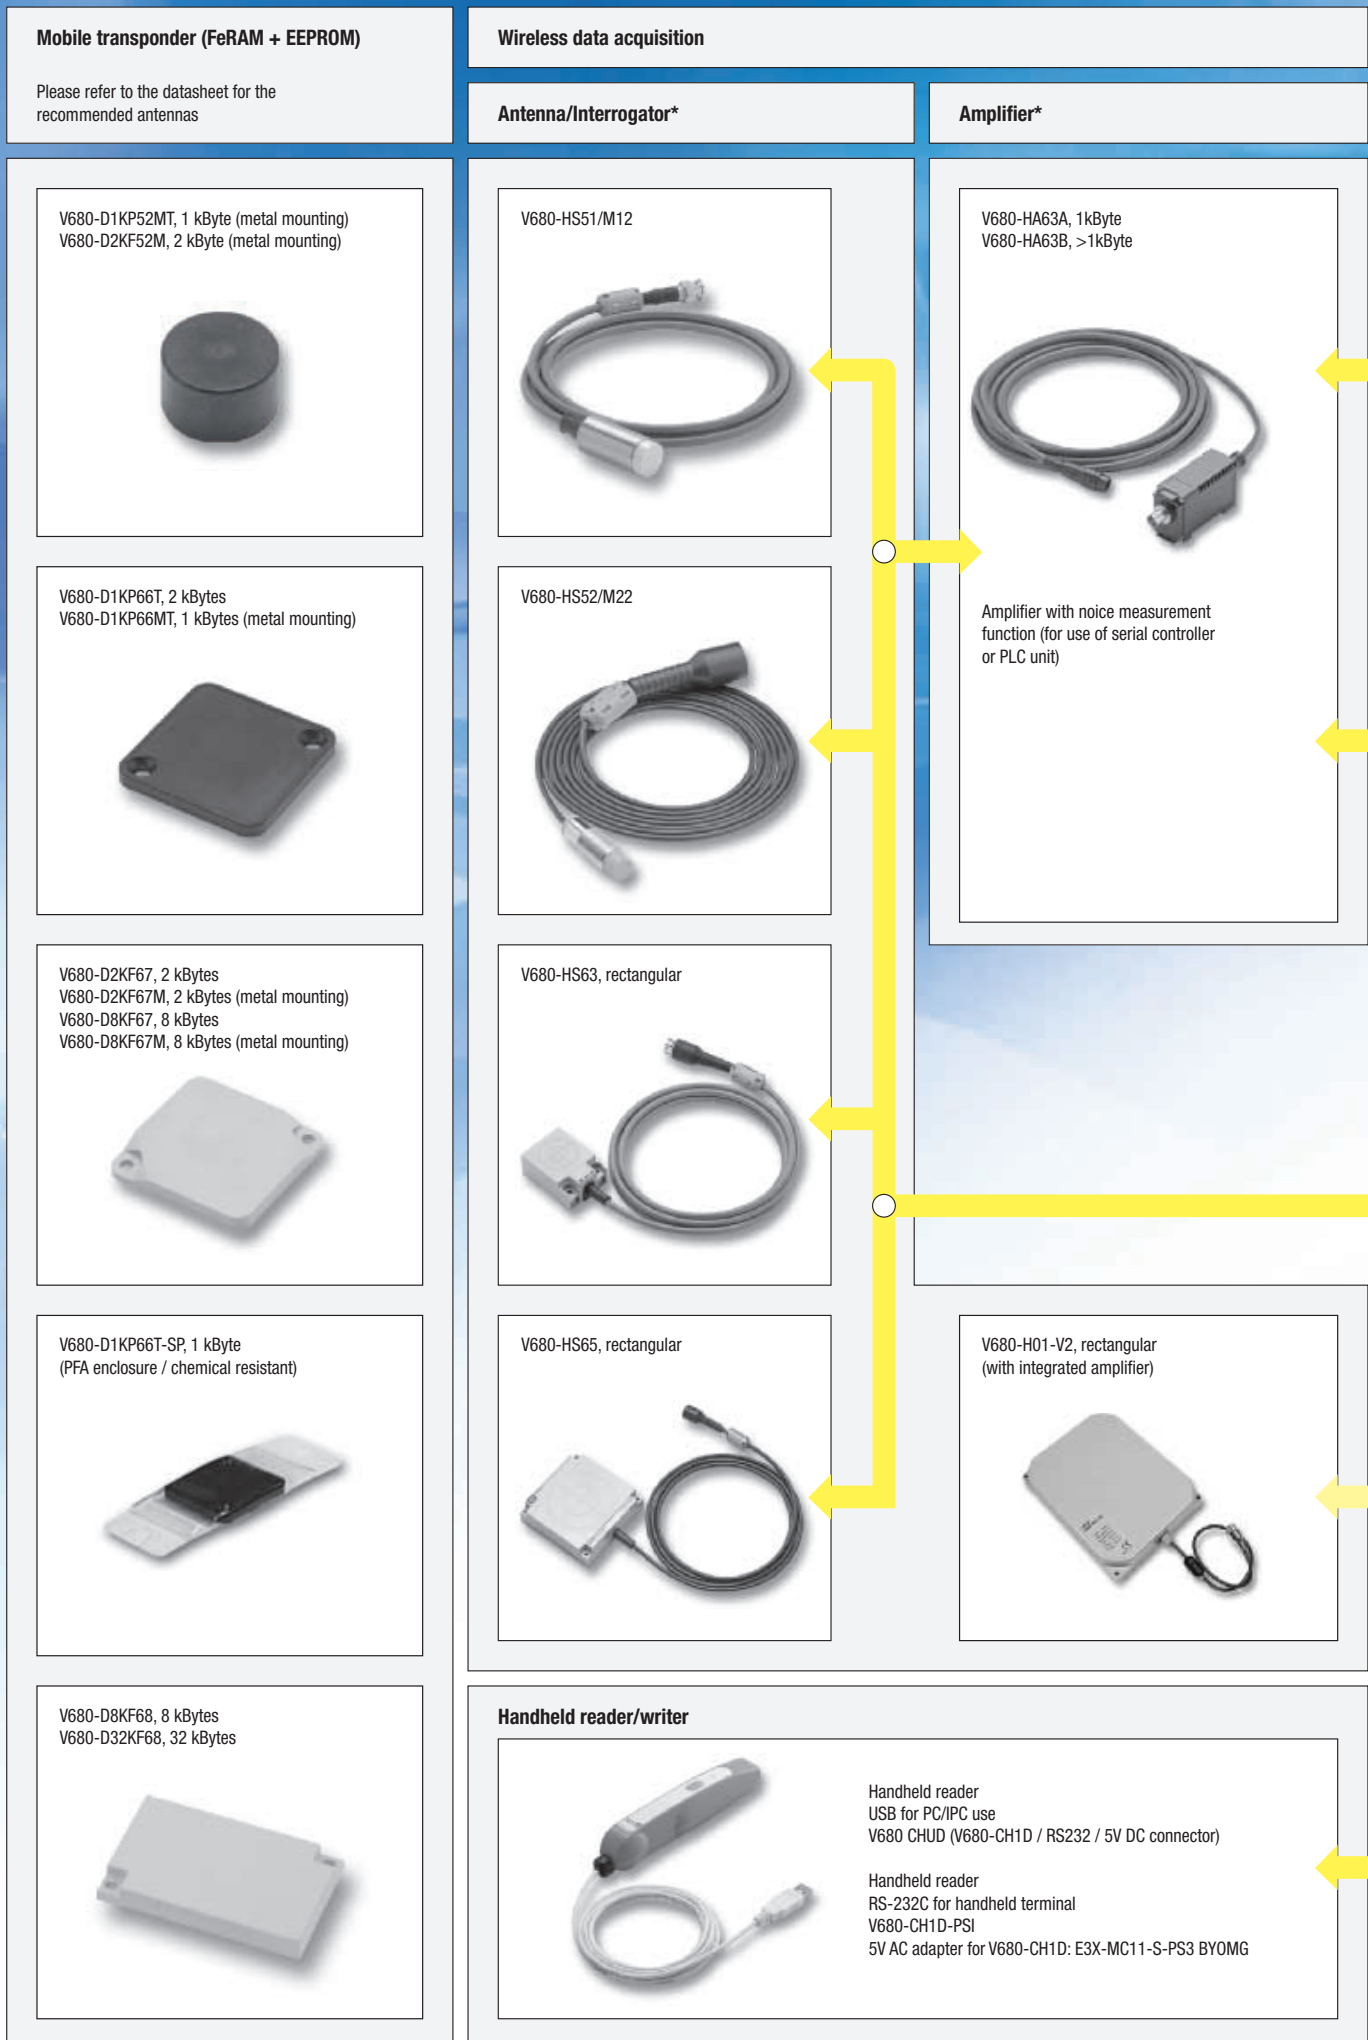 Mobile transponder (FeRAM + EEPROM)
Please refer to the datasheet for the
recommended antennas
Wireless data acquisition
Antenna/Interrogator*
Amplifier*
V680-D1KP52MT, 1 kByte (metal mounting)
V680-D2KF52M, 2 kByte (metal mounting)
V680-HS51/M12
V680-HA63A, 1kByte
V680-HA63B, >1kByte
Amplifier with noice measurement
function (for use of serial controller
or PLC unit)
V680-D1KP66T, 2 kBytes
V680-D1KP66MT, 1 kBytes (metal mounting)
V680-HS52/M22
V680-D2KF67, 2 kBytes
V680-D2KF67M, 2 kBytes (metal mounting)
V680-D8KF67, 8 kBytes
V680-D8KF67M, 8 kBytes (metal mounting)
V680-HS63, rectangular
V680-D1KP66T-SP, 1 kByte
(PFA enclosure / chemical resistant)
V680-HS65, rectangular
V680-H01-V2, rectangular
(with integrated amplifier)
V680-D8KF68, 8 kBytes
V680-D32KF68, 32 kBytes
Handheld reader/writer
Handheld reader
USB for PC/IPC use
V680 CHUD (V680-CH1D / RS232 / 5V DC connector)
Handheld reader
RS-232C for handheld terminal
V680-CH1D-PSI
5V AC adapter for V680-CH1D: E3X-MC11-S-PS3 BYOMG